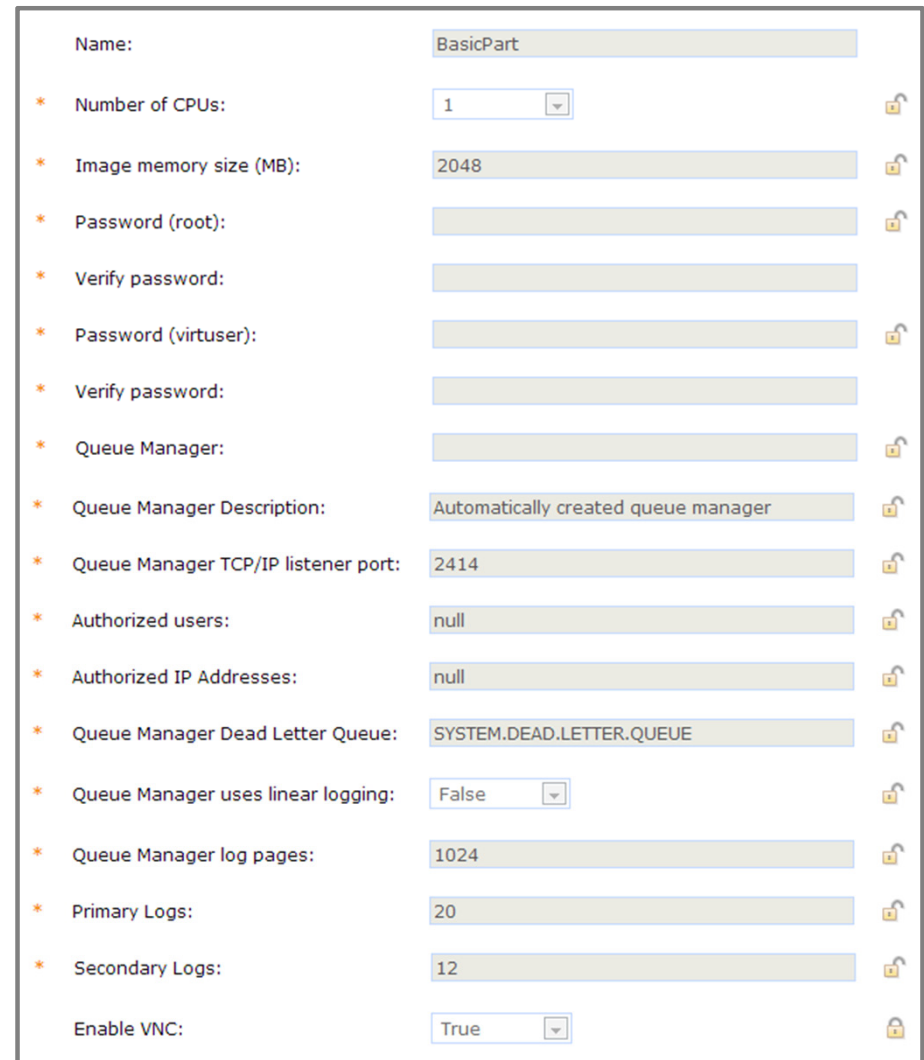 Name: BasicPart
* Number of CPUs: 1
* Image memory size (MB): 2048
* Password (root):
* Verify password:
* Password (virtuser):
* Verify password:
* Queue Manager:
* Queue Manager Description: Automatically created queue manager
* Queue Manager TCP/IP listener port: 2414
* Authorized users: null
* Authorized IP Addresses: null
* Queue Manager Dead Letter Queue: SYSTEM.DEAD.LETTER.QUEUE
* Queue Manager uses linear logging: False
* Queue Manager log pages: 1024
* Primary Logs: 20
* Secondary Logs: 12
Enable VNC: True